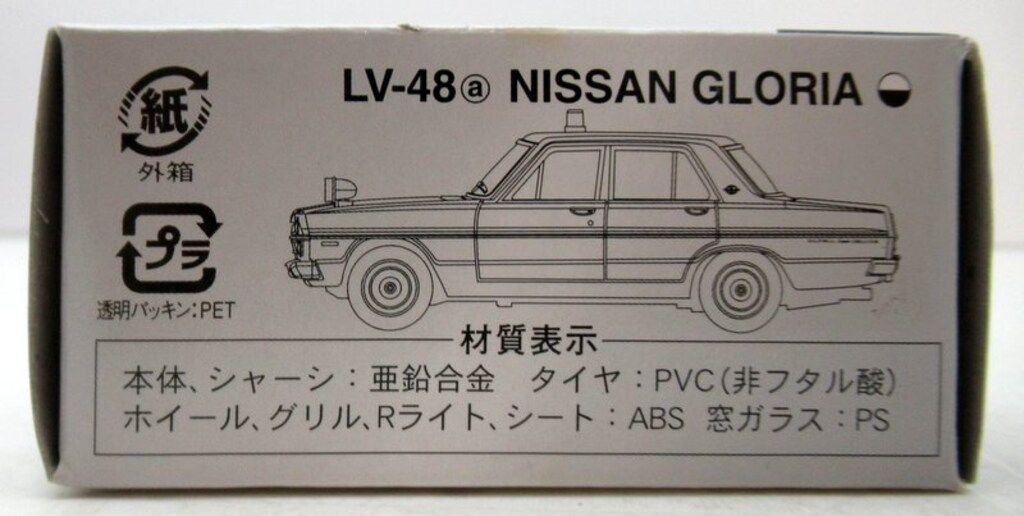 LV-48ⓐ NISSAN GLORIA
紙
外箱
プラ
透明パッキン:PET
材質表示
本体、シャーシ:亜鉛合金 タイヤ:PVC(非フタル酸)
ホイール、グリル、Rライト、シート:ABS 窓ガラス:PS